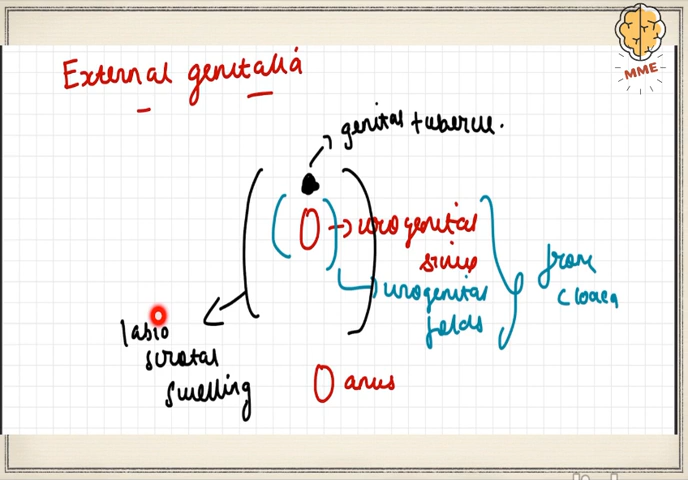 MME
External genitalia
genital tubercle.
urogenital
sinus
urogenital
folds
from
cloaca
labio
scrotal
swelling
anus